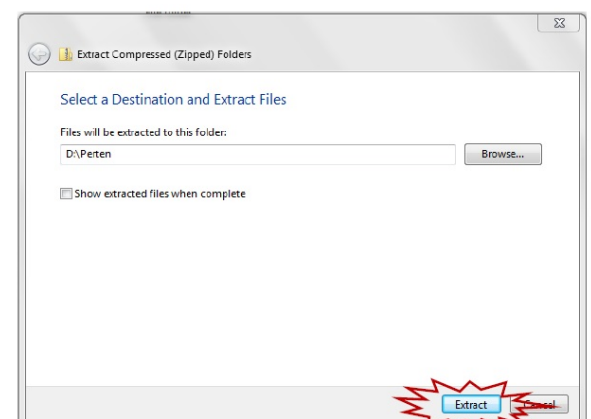 Extract Compressed (Zipped) Folders
Select a Destination and Extract Files
Files will be extracted to this folder:
D:\Perten
Browse...
Show extracted files when complete
Extract
Cancel